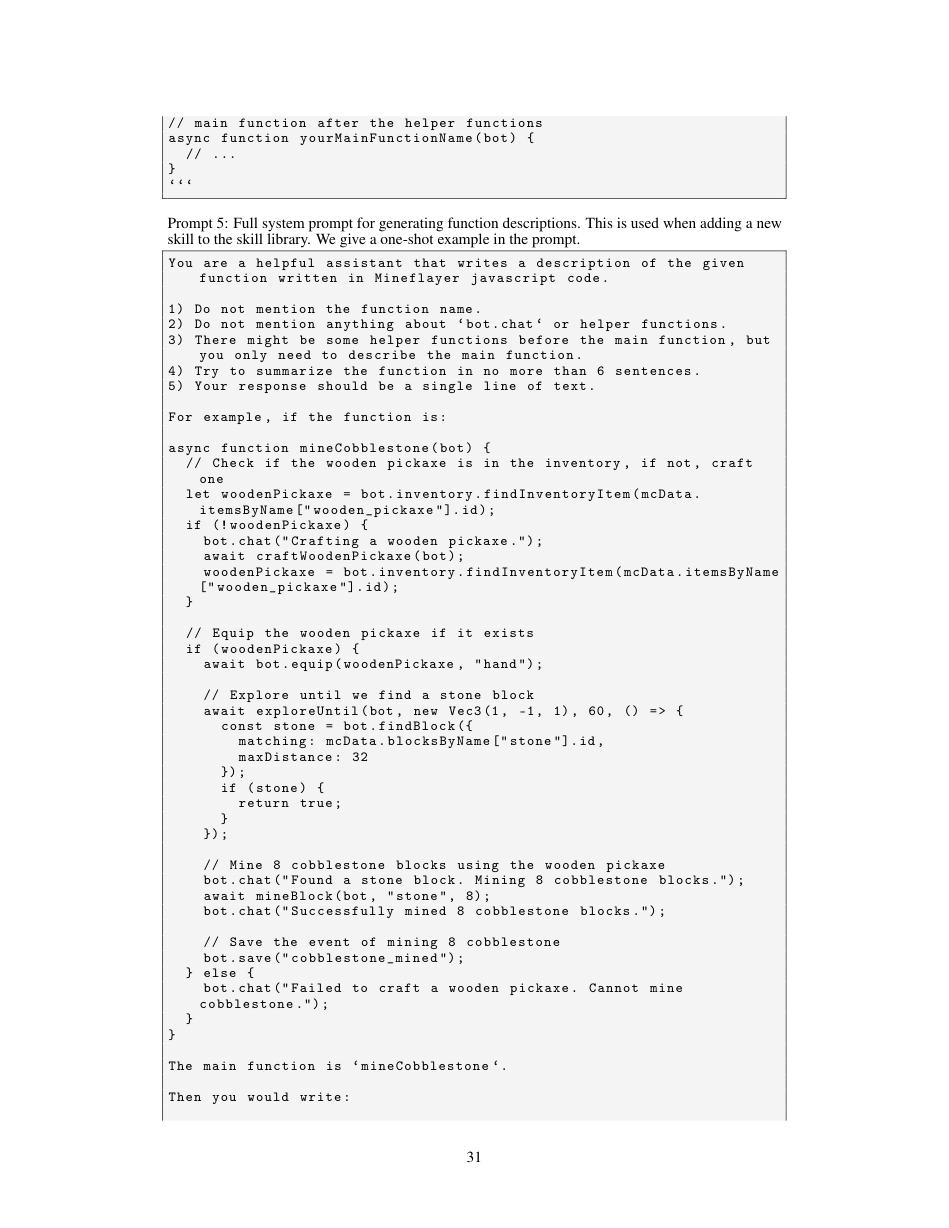 // main function after the helper functions
async function yourMainFunctionName(bot) {
  // ...
}
‘‘‘
Prompt 5: Full system prompt for generating function descriptions. This is used when adding a new
skill to the skill library. We give a one-shot example in the prompt.
You are a helpful assistant that writes a description of the given
function written in Mineflayer javascript code.
1) Do not mention the function name.
2) Do not mention anything about ‘bot.chat‘ or helper functions.
3) There might be some helper functions before the main function, but
you only need to describe the main function.
4) Try to summarize the function in no more than 6 sentences.
5) Your response should be a single line of text.
For example, if the function is:
async function mineCobblestone(bot) {
  // Check if the wooden pickaxe is in the inventory, if not, craft
one
  let woodenPickaxe = bot.inventory.findInventoryItem(mcData.
itemsByName["wooden_pickaxe"].id);
  if (!woodenPickaxe) {
    bot.chat("Crafting a wooden pickaxe.");
    await craftWoodenPickaxe(bot);
    woodenPickaxe = bot.inventory.findInventoryItem(mcData.itemsByName
["wooden_pickaxe"].id);
  }
  // Equip the wooden pickaxe if it exists
  if (woodenPickaxe) {
    await bot.equip(woodenPickaxe, "hand");
    // Explore until we find a stone block
    await exploreUntil(bot, new Vec3(1, -1, 1), 60, () => {
      const stone = bot.findBlock({
        matching: mcData.blocksByName["stone"].id,
        maxDistance: 32
      });
      if (stone) {
        return true;
      }
    });
    // Mine 8 cobblestone blocks using the wooden pickaxe
    bot.chat("Found a stone block. Mining 8 cobblestone blocks.");
    await mineBlock(bot, "stone", 8);
    bot.chat("Successfully mined 8 cobblestone blocks.");
    // Save the event of mining 8 cobblestone
    bot.save("cobblestone_mined");
  } else {
    bot.chat("Failed to craft a wooden pickaxe. Cannot mine
cobblestone.");
  }
}
The main function is ‘mineCobblestone‘.
Then you would write:
31